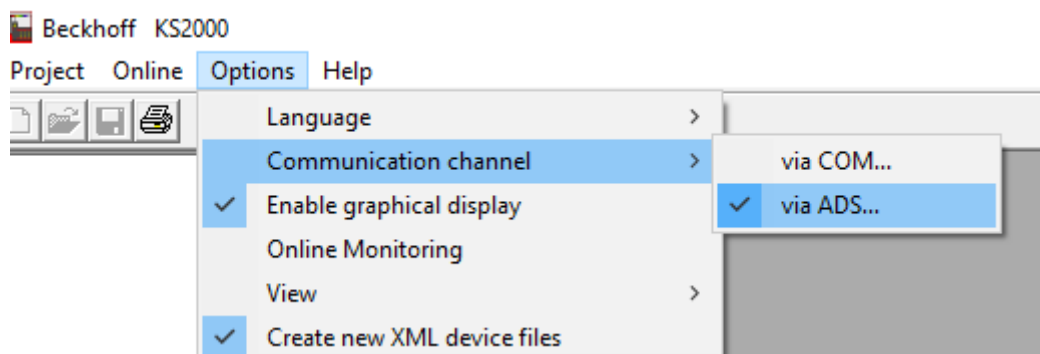 Beckhoff KS2000
Project Online Options Help
Language
Communication channel
via COM...
Enable graphical display
via ADS...
Online Monitoring
View
Create new XML device files